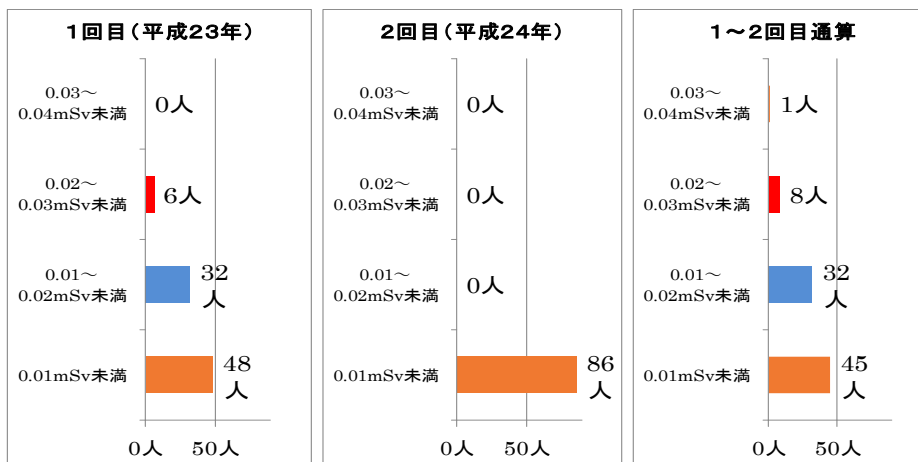 1回目(平成23年)
0.03～
0.04mSv未満
0人
0.02～
0.03mSv未満
6人
0.01～
0.02mSv未満
32
人
0.01mSv未満
48
人
0人
50人
2回目(平成24年)
0.03～
0.04mSv未満
0人
0.02～
0.03mSv未満
0人
0.01～
0.02mSv未満
0人
0.01mSv未満
86
人
0人
50人
1～2回目通算
0.03～
0.04mSv未満
1人
0.02～
0.03mSv未満
8人
0.01～
0.02mSv未満
32
人
0.01mSv未満
45
人
0人
50人